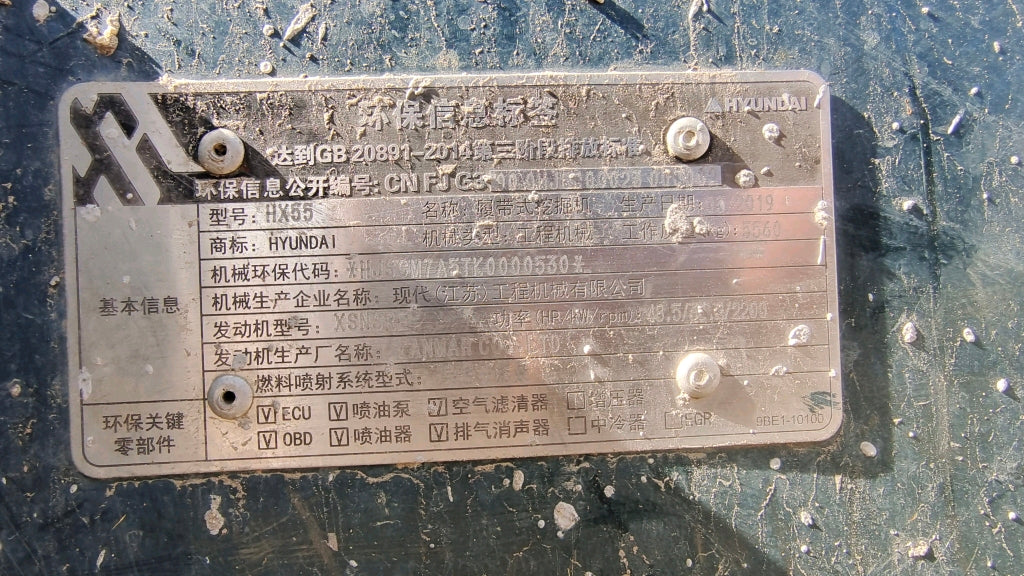 环保信息标签
HYUNDAI
达到GB 20891-2014第三阶段排放标准
环保信息公开编号: CN FJ G3
基本信息
型号: HX55 名称: 履带式挖掘机 生产日期: 2019
商标: HYUNDAI 机械类型: 工程机械
机械环保代码:
机械生产企业名称: 现代(江苏)工程机械有限公司
发动机型号: 功率(HP/kW/rpm):
发动机生产厂名称: YANMAR CO., LTD
燃料喷射系统型式:
环保关键零部件
V ECU V 喷油泵 V 空气滤清器 增压器
V OBD V 喷油器 V 排气消声器 中冷器 EGR
9BE1-10100